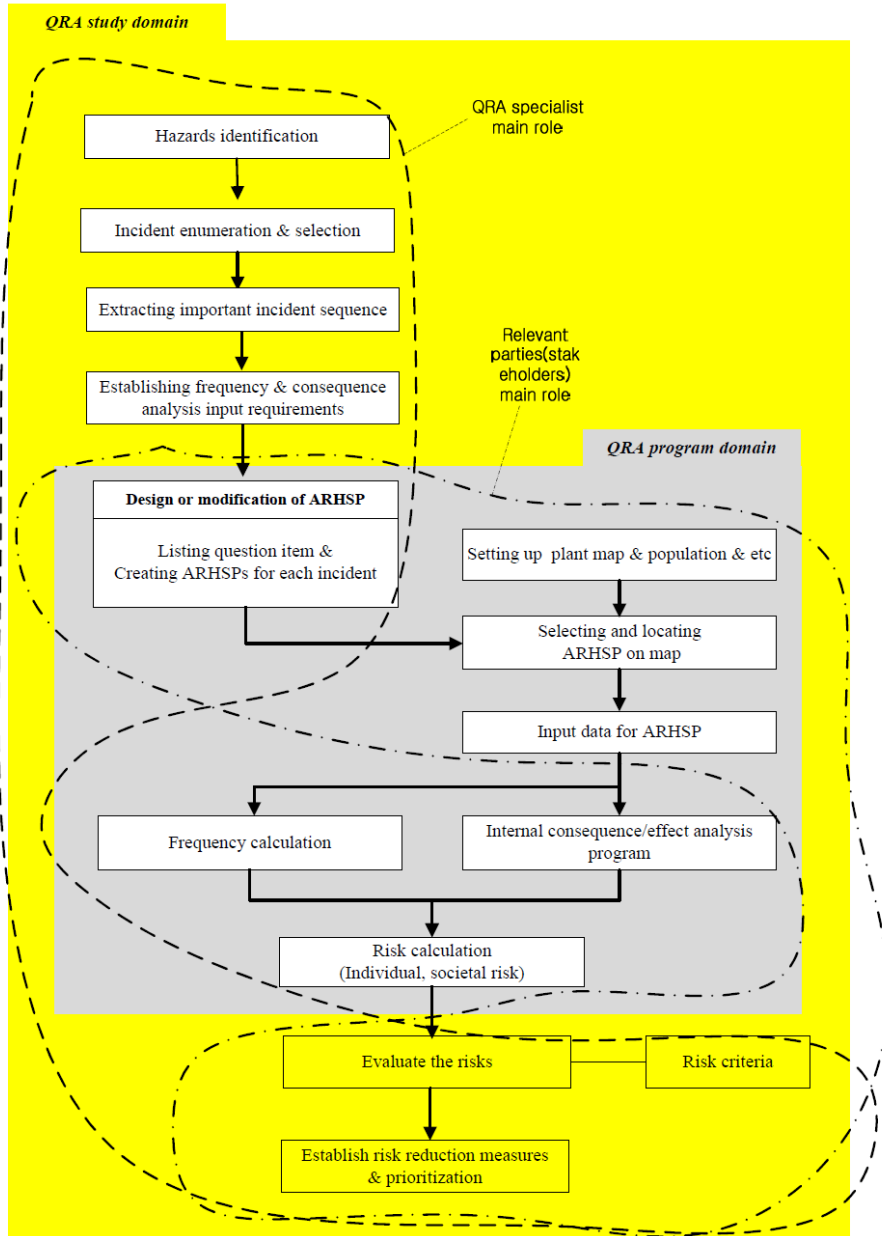 QRA study domain
QRA specialist
main role
Hazards identification
Incident enumeration & selection
Extracting important incident sequence
Relevant
parties(stak
eholders)
main role
Establishing frequency & consequence
analysis input requirements
QRA program domain
Design or modification of ARHSP
Listing question item &
Creating ARHSPs for each incident
Setting up plant map & population & etc
Selecting and locating
ARHSP on map
Input data for ARHSP
Frequency calculation
Internal consequence/effect analysis
program
Risk calculation
(Individual, societal risk)
Evaluate the risks
Risk criteria
Establish risk reduction measures
& prioritization